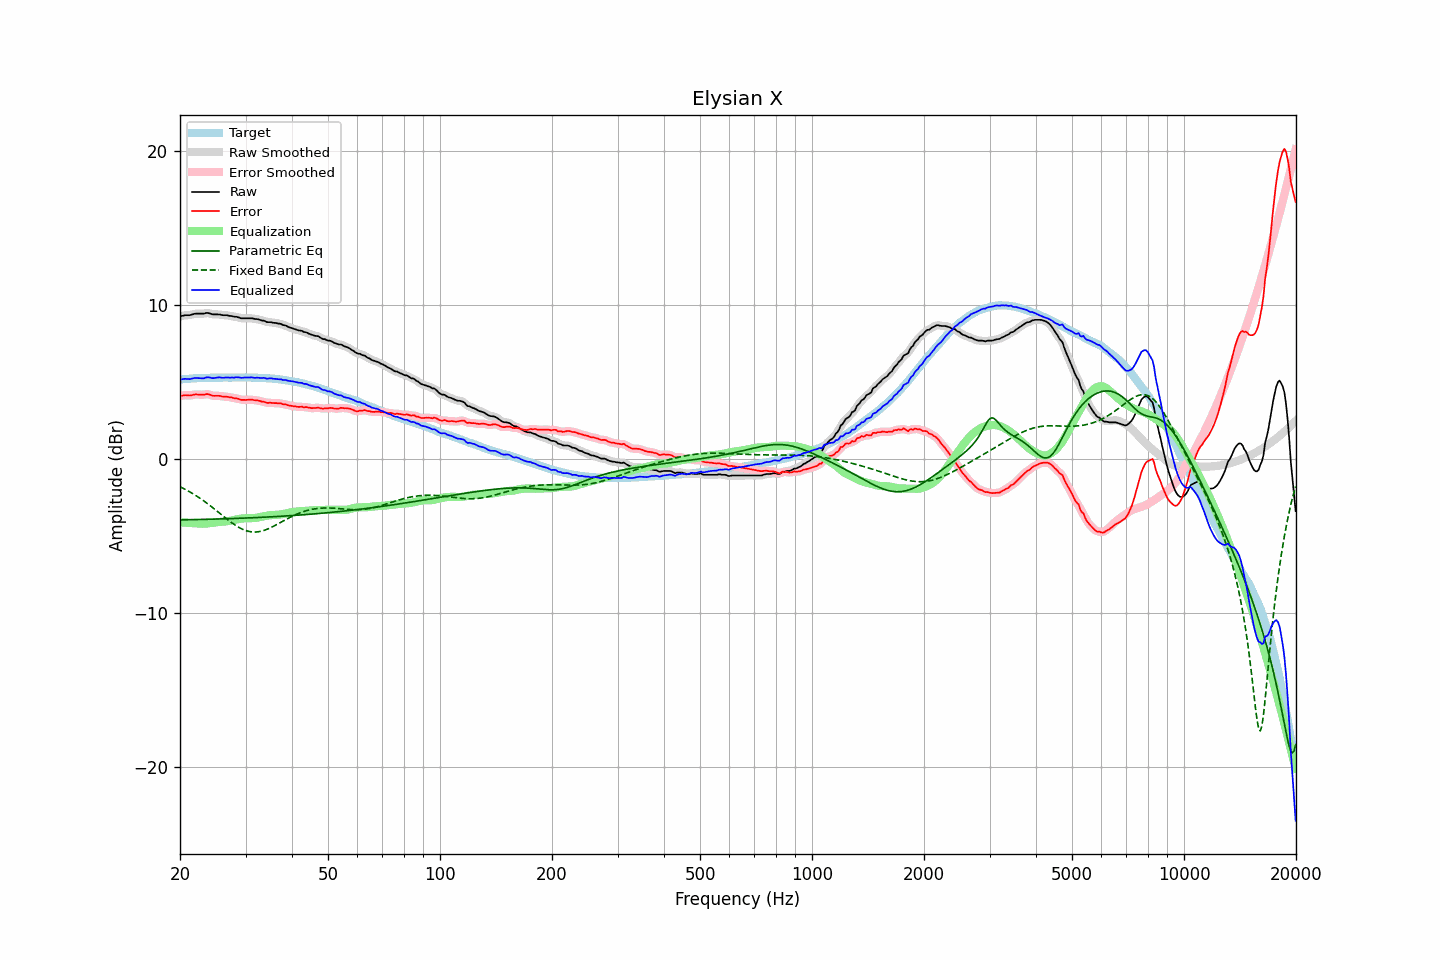 Elysian X
Target
Raw Smoothed
Error Smoothed
Raw
Error
Equalization
Parametric Eq
Fixed Band Eq
Equalized
20
10
0
−10
−20
Amplitude (dBr)
20
50
100
200
500
1000
2000
5000
10000
20000
Frequency (Hz)